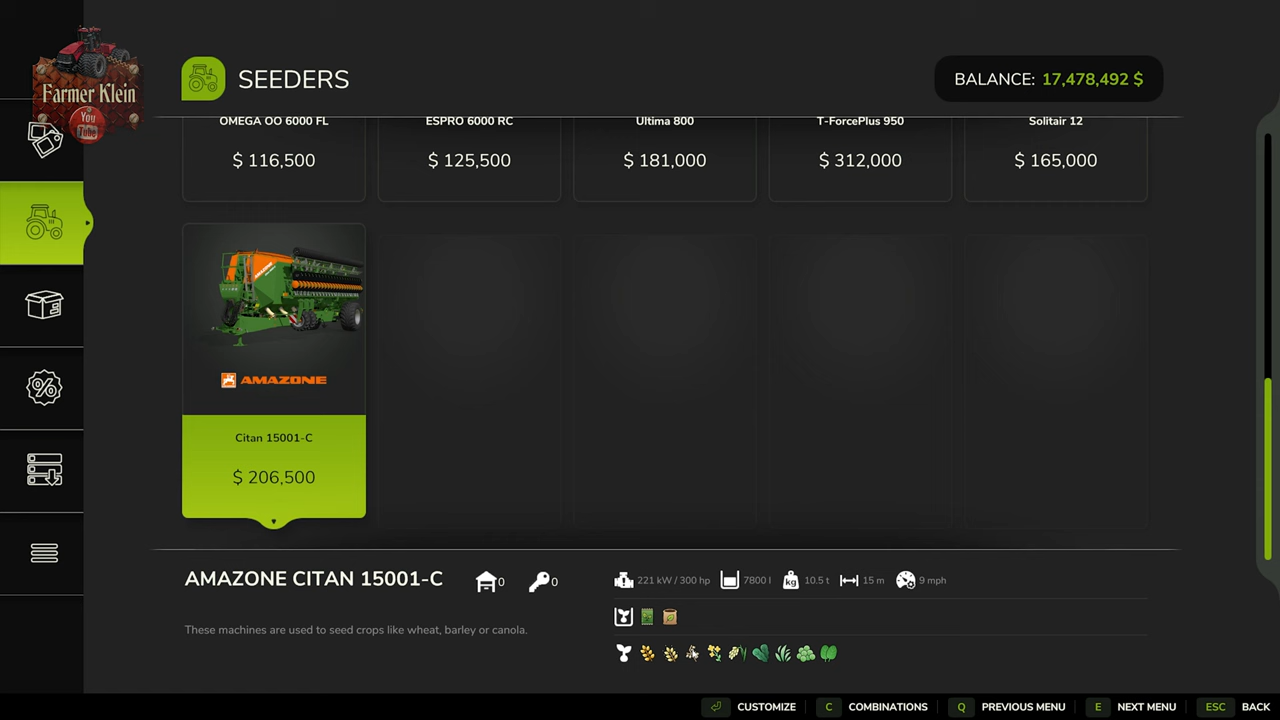 Farmer Klein
You
Tube
SEEDERS
BALANCE: 17,478,492 $
OMEGA OO 6000 FL
ESPRO 6000 RC
Ultima 800
T-ForcePlus 950
Solitair 12
$ 116,500
$ 125,500
$ 181,000
$ 312,000
$ 165,000
AMAZONE
AMAZONE
Citan 15001-C
$ 206,500
AMAZONE CITAN 15001-C
0
0
221 kW / 300 hp
7800 l
kg 10.5 t
15 m
9 mph
These machines are used to seed crops like wheat, barley or canola.
CUSTOMIZE
C COMBINATIONS
Q PREVIOUS MENU
E NEXT MENU
ESC BACK